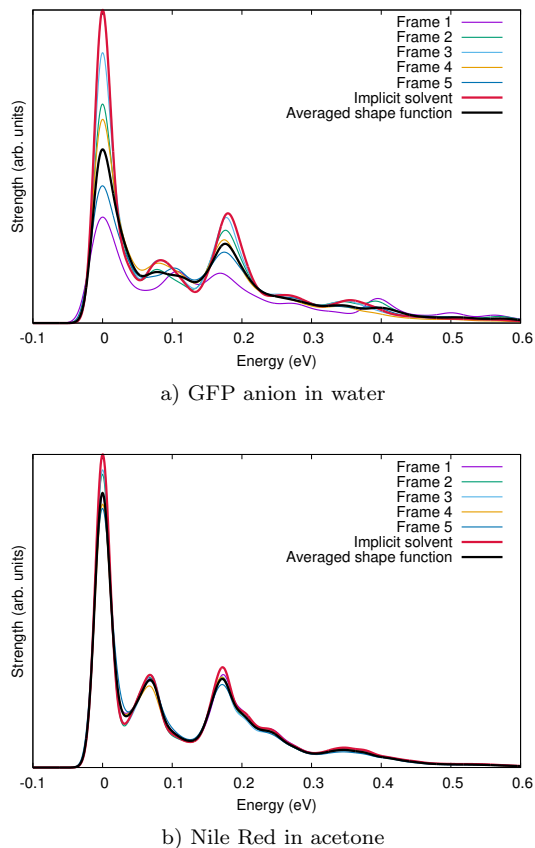 Frame 1
Frame 2
Frame 3
Frame 4
Frame 5
Implicit solvent
Averaged shape function
Strength (arb. units)
-0.1 0 0.1 0.2 0.3 0.4 0.5 0.6
Energy (eV)
a) GFP anion in water
Frame 1
Frame 2
Frame 3
Frame 4
Frame 5
Implicit solvent
Averaged shape function
Strength (arb. units)
-0.1 0 0.1 0.2 0.3 0.4 0.5 0.6
Energy (eV)
b) Nile Red in acetone